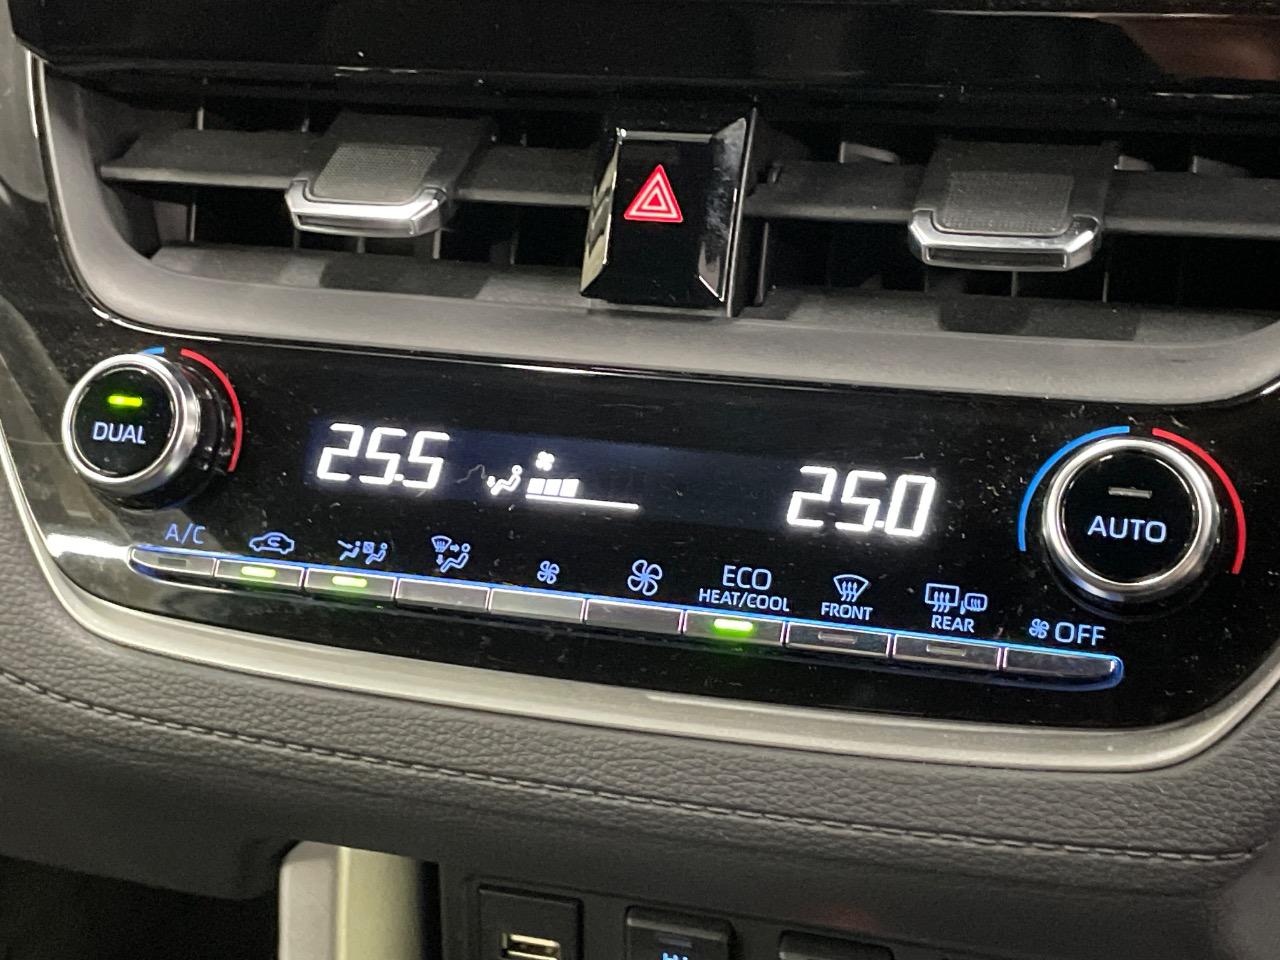 DUAL
25.5
25.0
AUTO
A/C
ECO
HEAT/COOL
FRONT
REAR
OFF